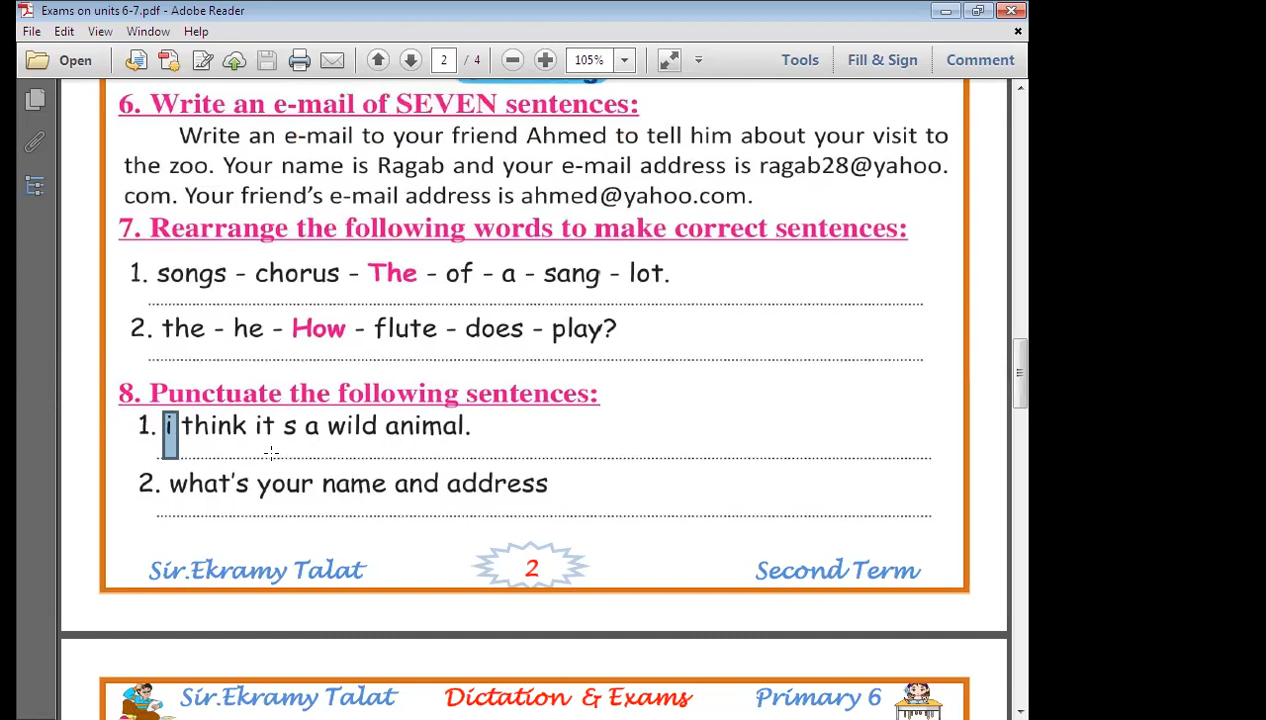 Exams on units 6-7.pdf - Adobe Reader
File Edit View Window Help
Open 2 / 4 105% Tools Fill & Sign Comment
6. Write an e-mail of SEVEN sentences:
Write an e-mail to your friend Ahmed to tell him about your visit to
the zoo. Your name is Ragab and your e-mail address is ragab28@yahoo.
com. Your friend's e-mail address is ahmed@yahoo.com.
7. Rearrange the following words to make correct sentences:
1. songs - chorus - The - of - a - sang - lot.
2. the - he - How - flute - does - play?
8. Punctuate the following sentences:
1. i think it s a wild animal.
2. what's your name and address
Sir.Ekramy Talat 2 Second Term
Sir.Ekramy Talat Dictation & Exams Primary 6